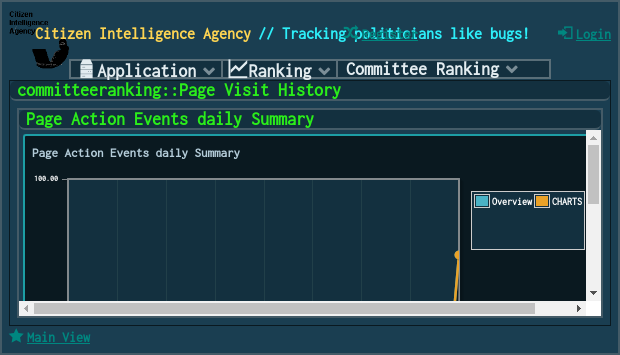 Citizen
Intelligence
Agency
Citizen Intelligence Agency // Tracking politicians like bugs!
Register
Login
Application
Ranking
Committee Ranking
committeeranking::Page Visit History
Page Action Events daily Summary
Page Action Events daily Summary
100.00
Overview
CHARTS
Main View